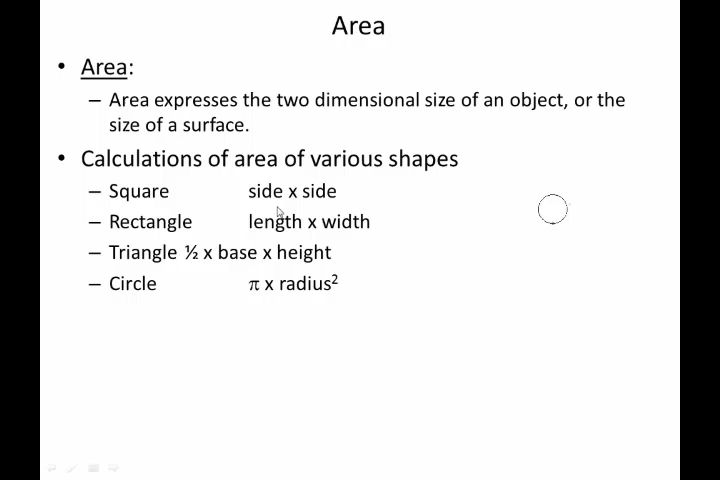 Area
• Area:
– Area expresses the two dimensional size of an object, or the
size of a surface.
• Calculations of area of various shapes
– Square side x side
– Rectangle length x width
– Triangle ½ x base x height
– Circle π x radius²